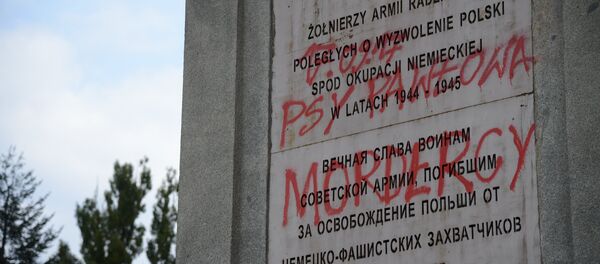 ŻOŁNIERZY ARMII
POLEGŁYCH O WYZWOLENIE POLSKI
SPOD OKUPACJI NIEMIECKIEJ
W LATACH 1944 - 1945
PSY PAWŁOWA
ВЕЧНАЯ СЛАВА ВОИНАМ
MORDERCY
СОВЕТСКОЙ АРМИИ, ПОГИБШИМ
ЗА ОСВОБОЖДЕНИЕ ПОЛЬШИ ОТ
НЕМЕЦКО-ФАШИСТСКИХ ЗАХВАТЧИКОВ